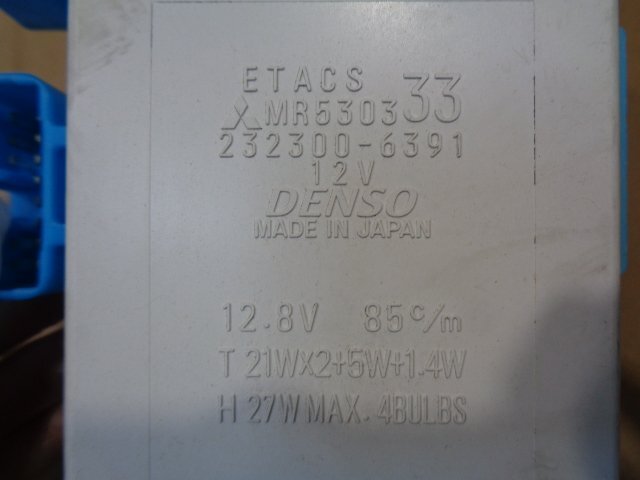 ETACS
MR530333
232300-6391
12V
DENSO
MADE IN JAPAN
12.8V 85c/m
T 21W×2+5W+1.4W
H 27W MAX. 4BULBS